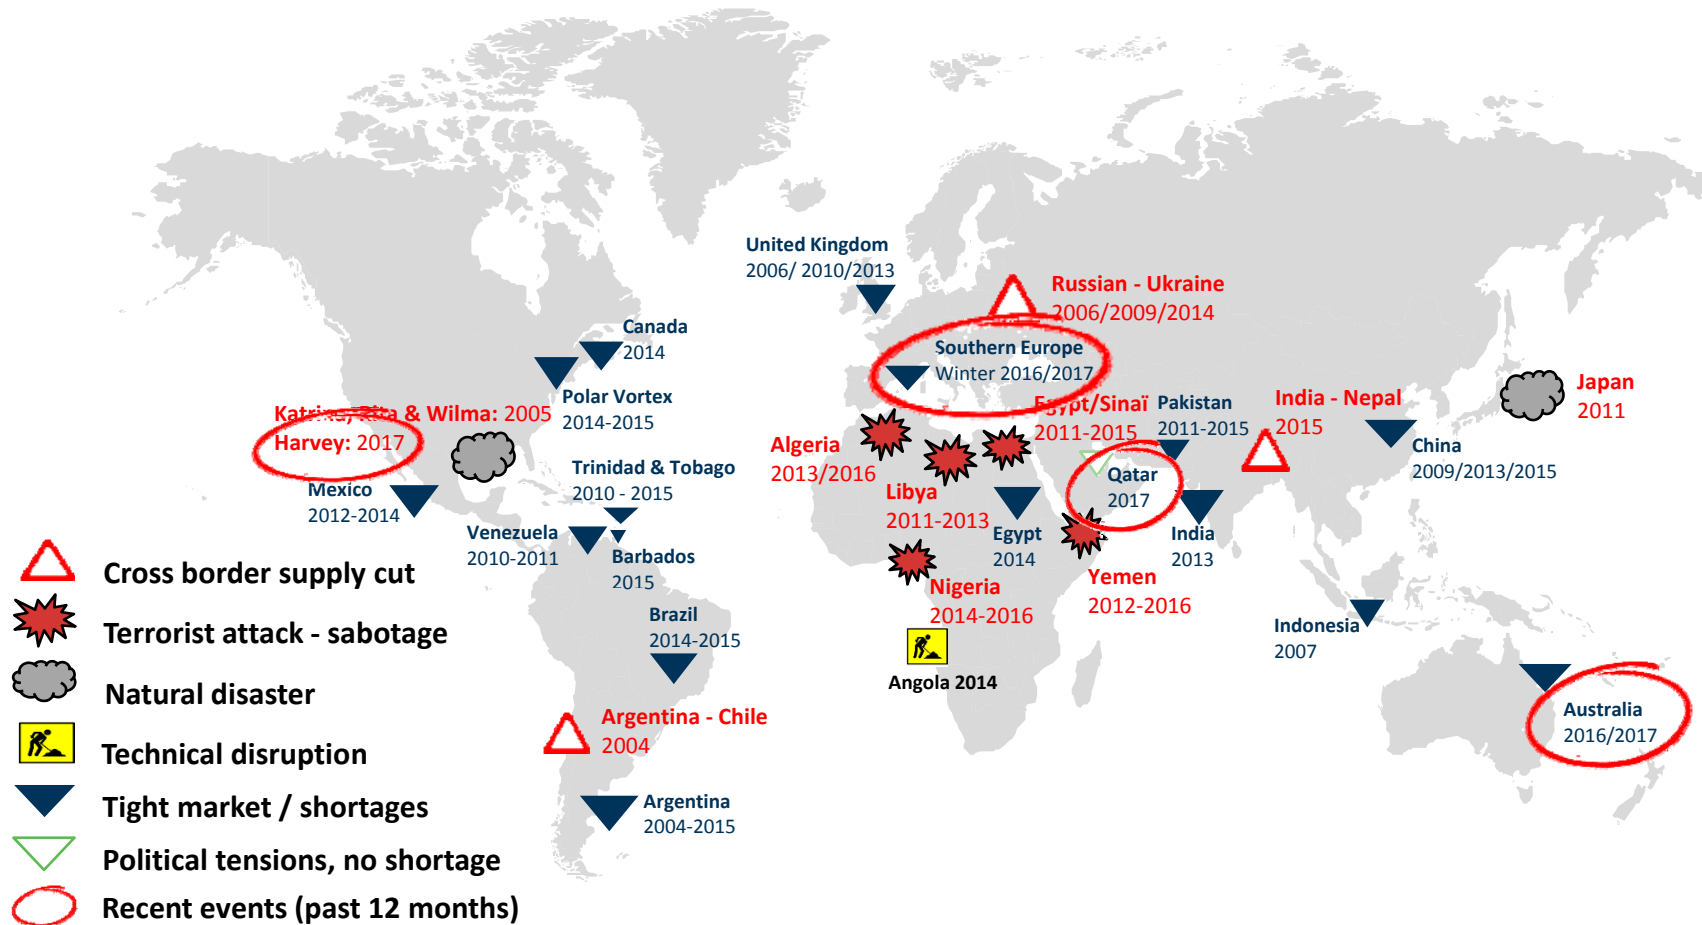 United Kingdom
2006/ 2010/2013
Russian - Ukraine
2006/2009/2014
Canada
2014
Southern Europe
Winter 2016/2017
Polar Vortex
2014-2015
Katrina, Rita & Wilma: 2005
Harvey: 2017
Japan
2011
India - Nepal
2015
Egypt/Sinaï
2011-2015
Pakistan
2011-2015
Algeria
2013/2016
China
2009/2013/2015
Trinidad & Tobago
2010 - 2015
Qatar
2017
Mexico
2012-2014
Libya
2011-2013
Venezuela
2010-2011
Egypt
2014
India
2013
Barbados
2015
Nigeria
2014-2016
Yemen
2012-2016
Brazil
2014-2015
Indonesia
2007
Angola 2014
Argentina - Chile
2004
Australia
2016/2017
Argentina
2004-2015
Cross border supply cut
Terrorist attack - sabotage
Natural disaster
Technical disruption
Tight market / shortages
Political tensions, no shortage
Recent events (past 12 months)